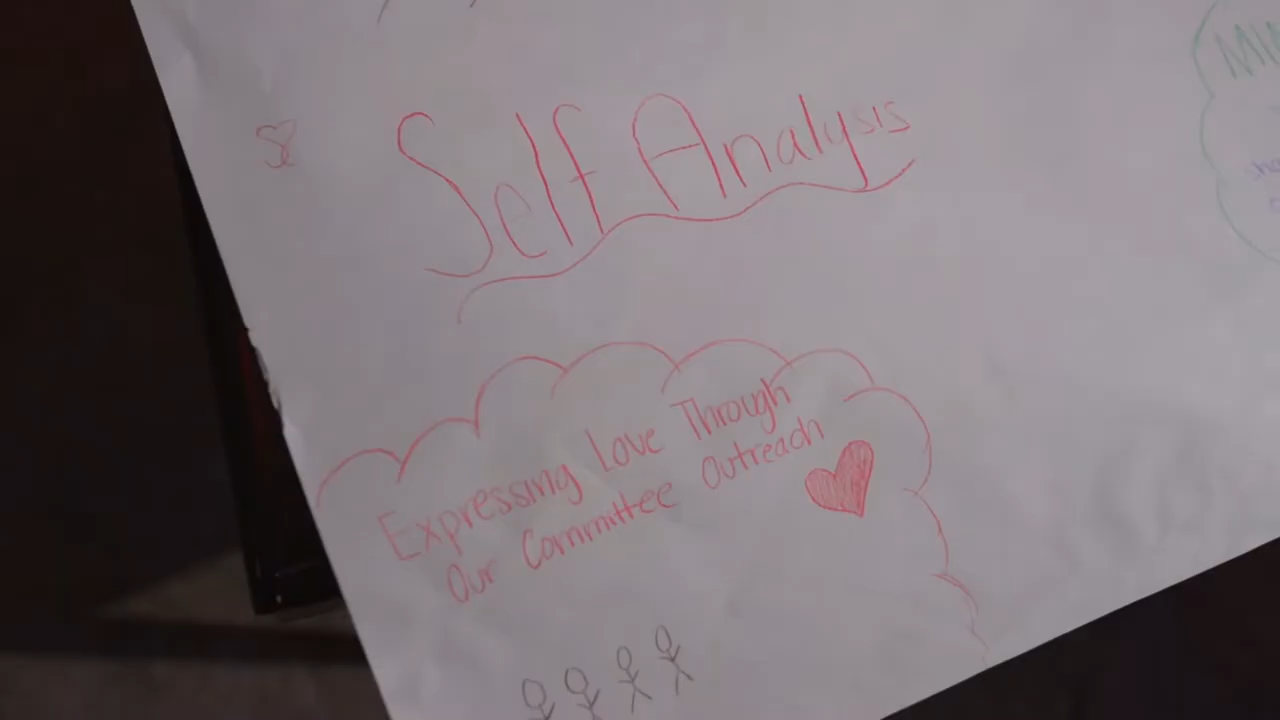 Self Analysis
Expressing Love Through
Our Committee Outreach